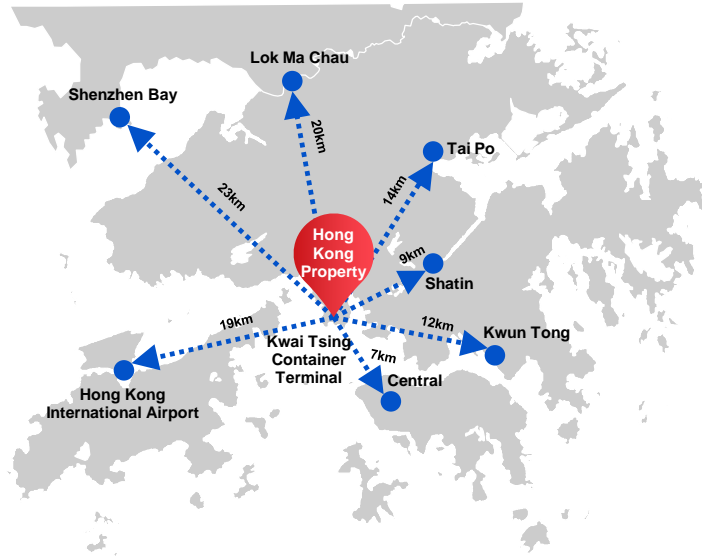 Lok Ma Chau
Shenzhen Bay
20km
Tai Po
23km
14km
Hong
Kong
Property
9km
Shatin
19km
12km
Kwun Tong
Kwai Tsing
Container
Terminal
7km
Central
Hong Kong
International Airport